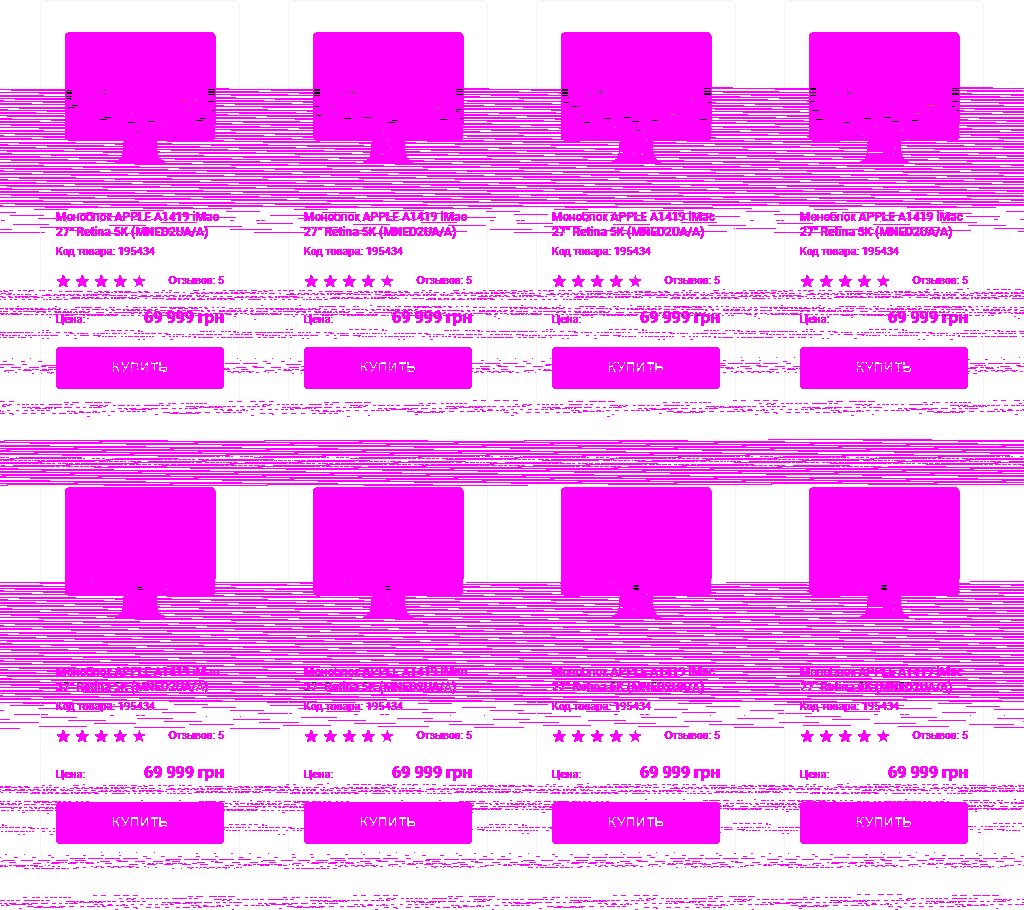 Моноблок APPLE A1419 iMac Моноблок APPLE A1419 iMac Моноблок APPLE A1419 iMac Моноблок APPLE A1419 iMac
27" Retina 5K (MNED2UA/A) 27" Retina 5K (MNED2UA/A) 27" Retina 5K (MNED2UA/A) 27" Retina 5K (MNED2UA/A)
Код товара: 195434 Код товара: 195434 Код товара: 195434 Код товара: 195434
Отзывов: 5 Отзывов: 5 Отзывов: 5 Отзывов: 5
Цена: 69 999 грн Цена: 69 999 грн Цена: 69 999 грн Цена: 69 999 грн
КУПИТЬ КУПИТЬ КУПИТЬ КУПИТЬ
Моноблок APPLE A1419 iMac Моноблок APPLE A1419 iMac Моноблок APPLE A1419 iMac Моноблок APPLE A1419 iMac
27" Retina 5K (MNED2UA/A) 27" Retina 5K (MNED2UA/A) 27" Retina 5K (MNED2UA/A) 27" Retina 5K (MNED2UA/A)
Код товара: 195434 Код товара: 195434 Код товара: 195434 Код товара: 195434
Отзывов: 5 Отзывов: 5 Отзывов: 5 Отзывов: 5
Цена: 69 999 грн Цена: 69 999 грн Цена: 69 999 грн Цена: 69 999 грн
КУПИТЬ КУПИТЬ КУПИТЬ КУПИТЬ